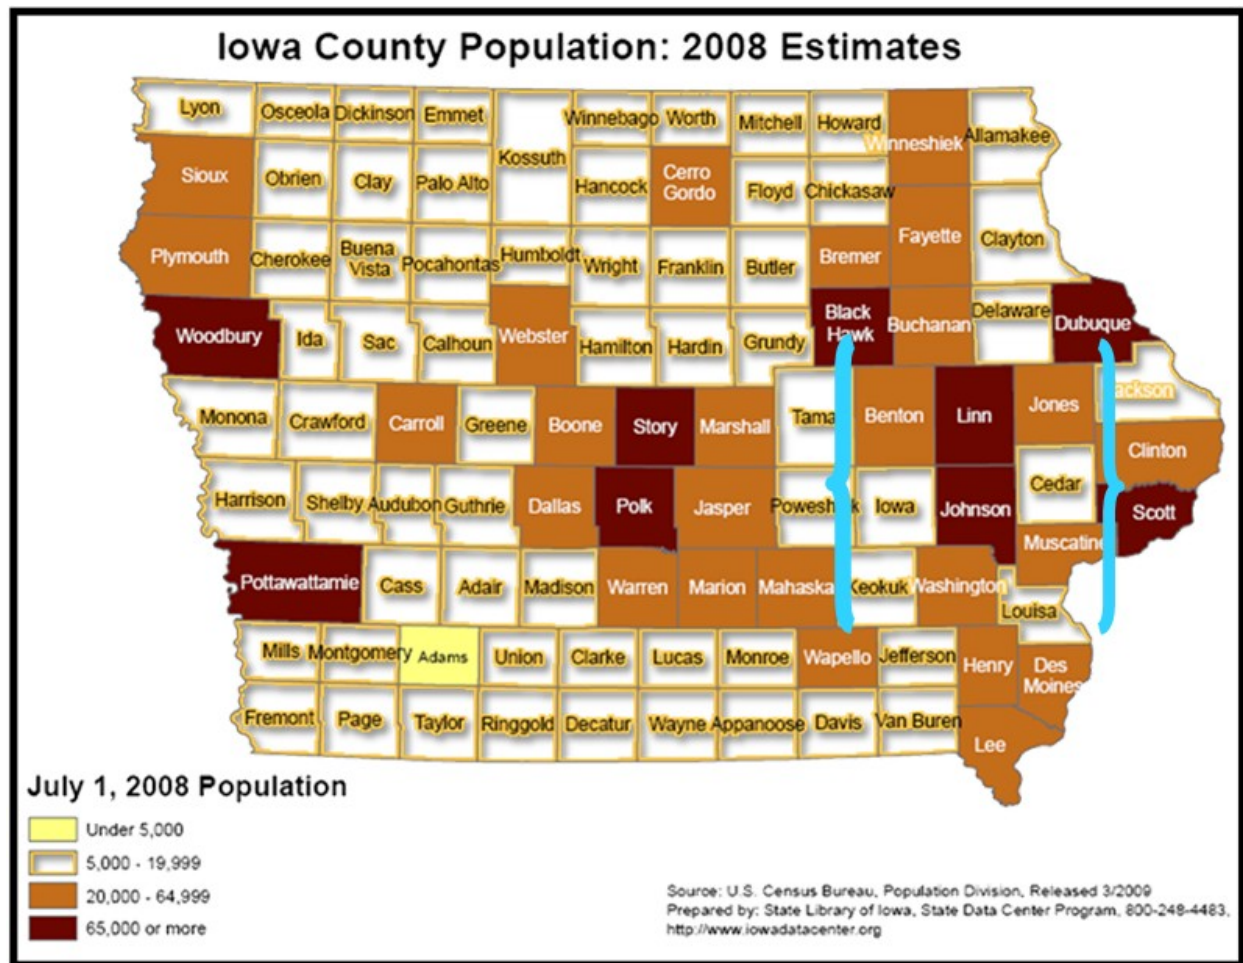 Iowa County Population: 2008 Estimates
Lyon Osceola Dickinson Emmet Kossuth Winnebago Worth Mitchell Howard Winneshiek Allamakee
Sioux Obrien Clay Palo Alto Hancock Cerro Gordo Floyd Chickasaw
Plymouth Cherokee Buena Vista Pocahontas Humboldt Wright Franklin Butler Bremer Fayette Clayton
Woodbury Ida Sac Calhoun Webster Hamilton Hardin Grundy Black Hawk Buchanan Delaware Dubuque
Monona Crawford Carroll Greene Boone Story Marshall Tama Benton Linn Jones Jackson
Clinton
Harrison Shelby Audubon Guthrie Dallas Polk Jasper Poweshiek Iowa Johnson Cedar Scott
Muscatine
Pottawattamie Cass Adair Madison Warren Marion Mahaska Keokuk Washington Louisa
Mills Montgomery Adams Union Clarke Lucas Monroe Wapello Jefferson Henry Des Moines
Fremont Page Taylor Ringgold Decatur Wayne Appanoose Davis Van Buren Lee
July 1, 2008 Population
Under 5,000
5,000 - 19,999
20,000 - 64,999
65,000 or more
Source: U.S. Census Bureau, Population Division, Released 3/2009
Prepared by: State Library of Iowa, State Data Center Program, 800-248-4483,
http://www.iowadatacenter.org